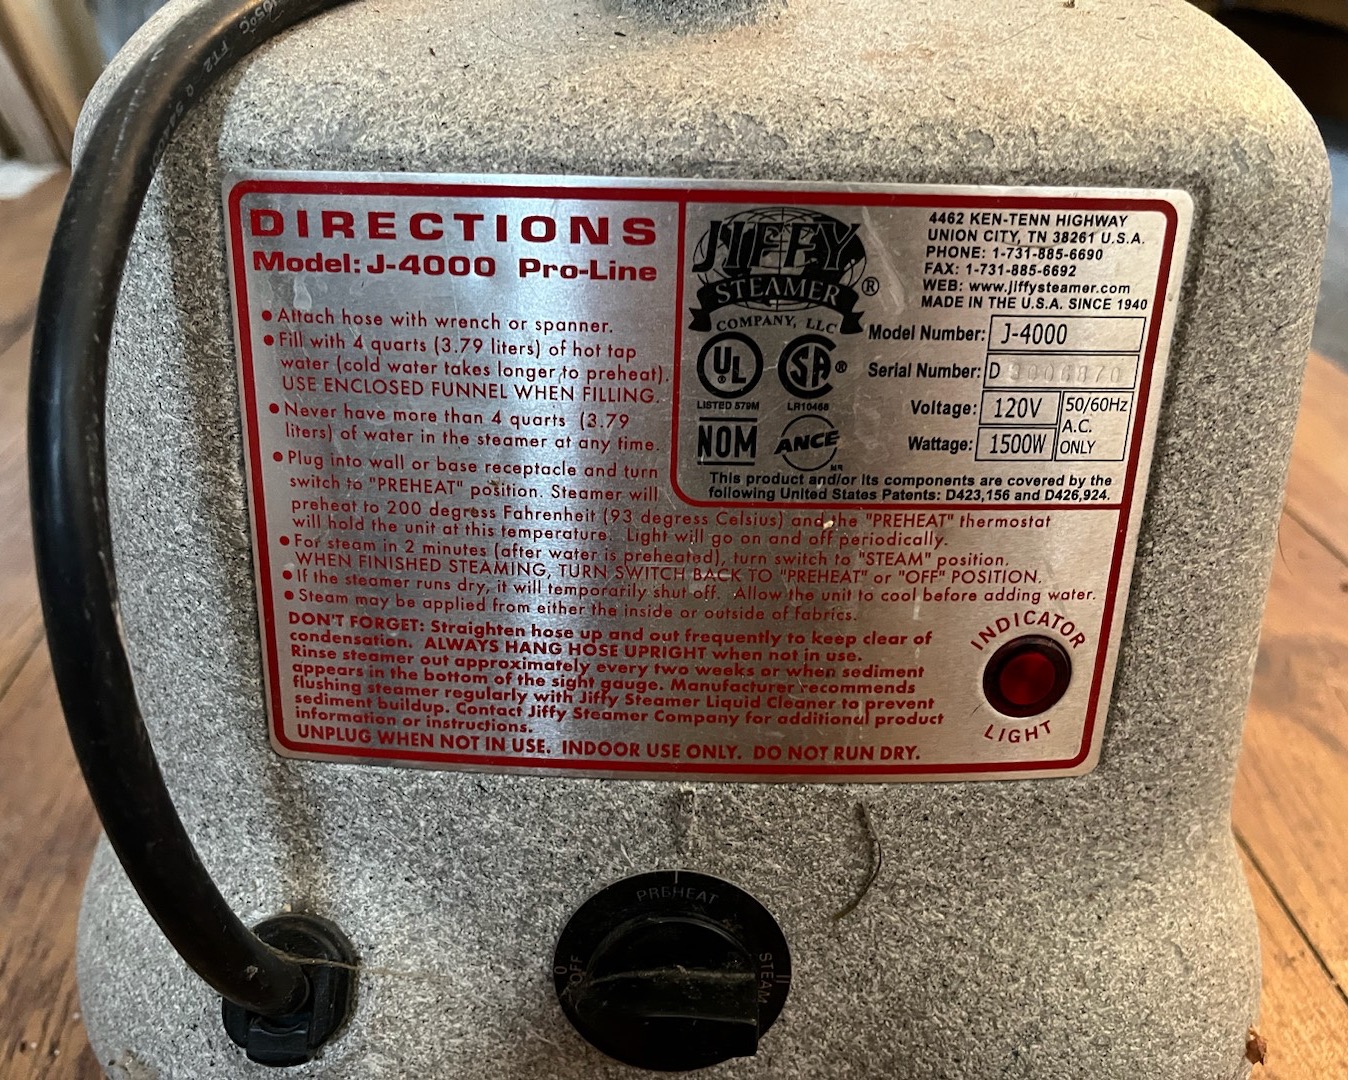 DIRECTIONS
Model: J-4000 Pro-Line
• Attach hose with wrench or spanner.
• Fill with 4 quarts (3.79 liters) of hot tap
water (cold water takes longer to preheat).
USE ENCLOSED FUNNEL WHEN FILLING.
• Never have more than 4 quarts (3.79
liters) of water in the steamer at any time.
• Plug into wall or base receptacle and turn
switch to "PREHEAT" position. Steamer will
preheat to 200 degress Fahrenheit (93 degress Celsius) and the "PREHEAT" thermostat
will hold the unit at this temperature. Light will go on and off periodically.
• For steam in 2 minutes (after water is preheated), turn switch to "STEAM" position.
WHEN FINISHED STEAMING, TURN SWITCH BACK TO "PREHEAT" or "OFF" POSITION.
• If the steamer runs dry, it will temporarily shut off. Allow the unit to cool before adding water.
• Steam may be applied from either the inside or outside of fabrics.
DON'T FORGET: Straighten hose up and out frequently to keep clear of
condensation. ALWAYS HANG HOSE UPRIGHT when not in use.
Rinse steamer out approximately every two weeks or when sediment
appears in the bottom of the sight gauge. Manufacturer recommends
flushing steamer regularly with Jiffy Steamer Liquid Cleaner to prevent
sediment buildup. Contact Jiffy Steamer Company for additional product
information or instructions.
UNPLUG WHEN NOT IN USE. INDOOR USE ONLY. DO NOT RUN DRY.
JIFFY
STEAMER ®
COMPANY, LLC
4462 KEN-TENN HIGHWAY
UNION CITY, TN 38261 U.S.A.
PHONE: 1-731-885-6690
FAX: 1-731-885-6692
WEB: www.jiffysteamer.com
MADE IN THE U.S.A. SINCE 1940
UL ®
LISTED 579M
SA ®
LR10468
NOM
ANCE
MR
Model Number: J-4000
Serial Number: D
Voltage: 120V
Wattage: 1500W
50/60Hz
A.C.
ONLY
This product and/or its components are covered by the
following United States Patents: D423,156 and D426,924.
INDICATOR
LIGHT
PREHEAT
0
OFF
STEAM
II